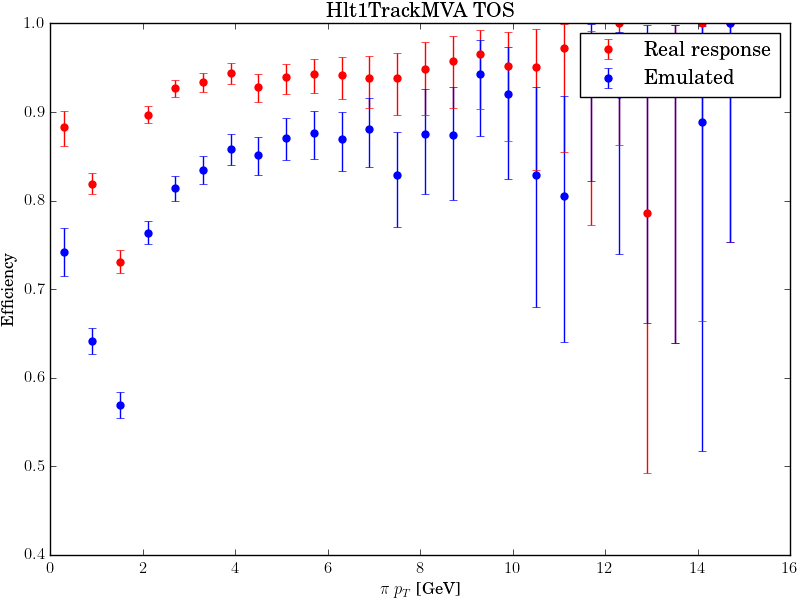 Hlt1TrackMVA TOS
Real response
Emulated
Efficiency
1.0
0.9
0.8
0.7
0.6
0.5
0.4
0 2 4 6 8 10 12 14 16
π p_T [GeV]